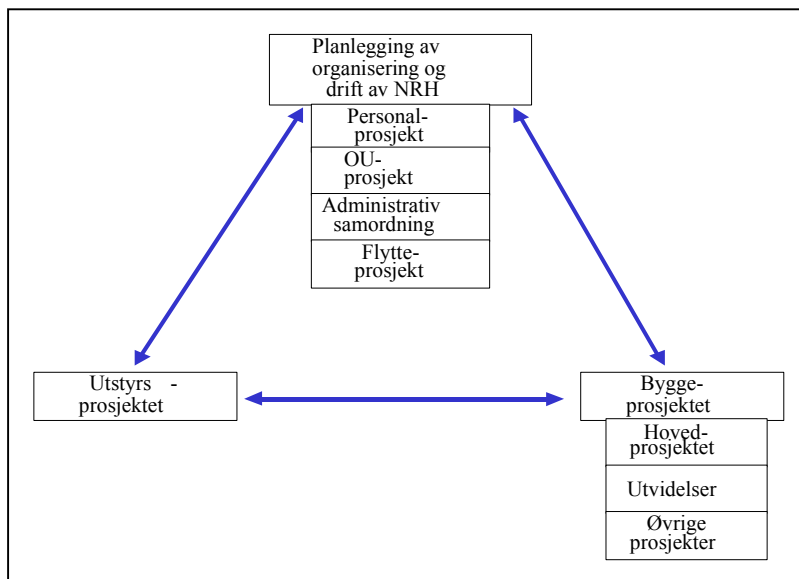 Planlegging av
organisering og
drift av NRH
Personal-
prosjekt
OU-
prosjekt
Administrativ
samordning
Flytte-
prosjekt
Utstyrs -
prosjektet
Bygge-
prosjektet
Hoved-
prosjektet
Utvidelser
Øvrige
prosjekter